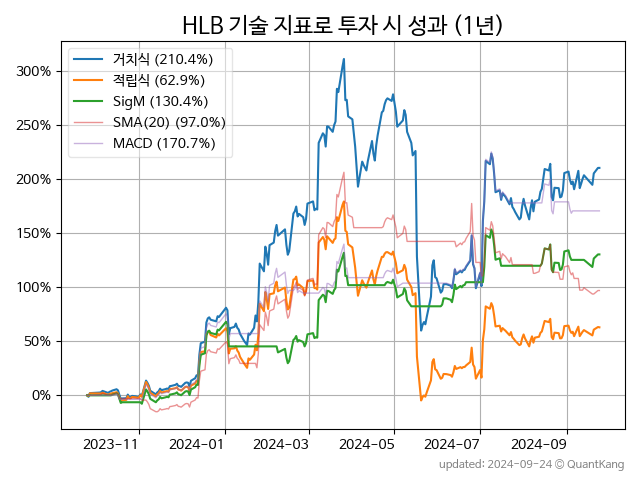 HLB 기술 지표로 투자 시 성과 (1년)
거치식 (210.4%)
적립식 (62.9%)
SigM (130.4%)
SMA(20) (97.0%)
MACD (170.7%)
300%
250%
200%
150%
100%
50%
0%
2023-11 2024-01 2024-03 2024-05 2024-07 2024-09
updated: 2024-09-24 © QuantKang